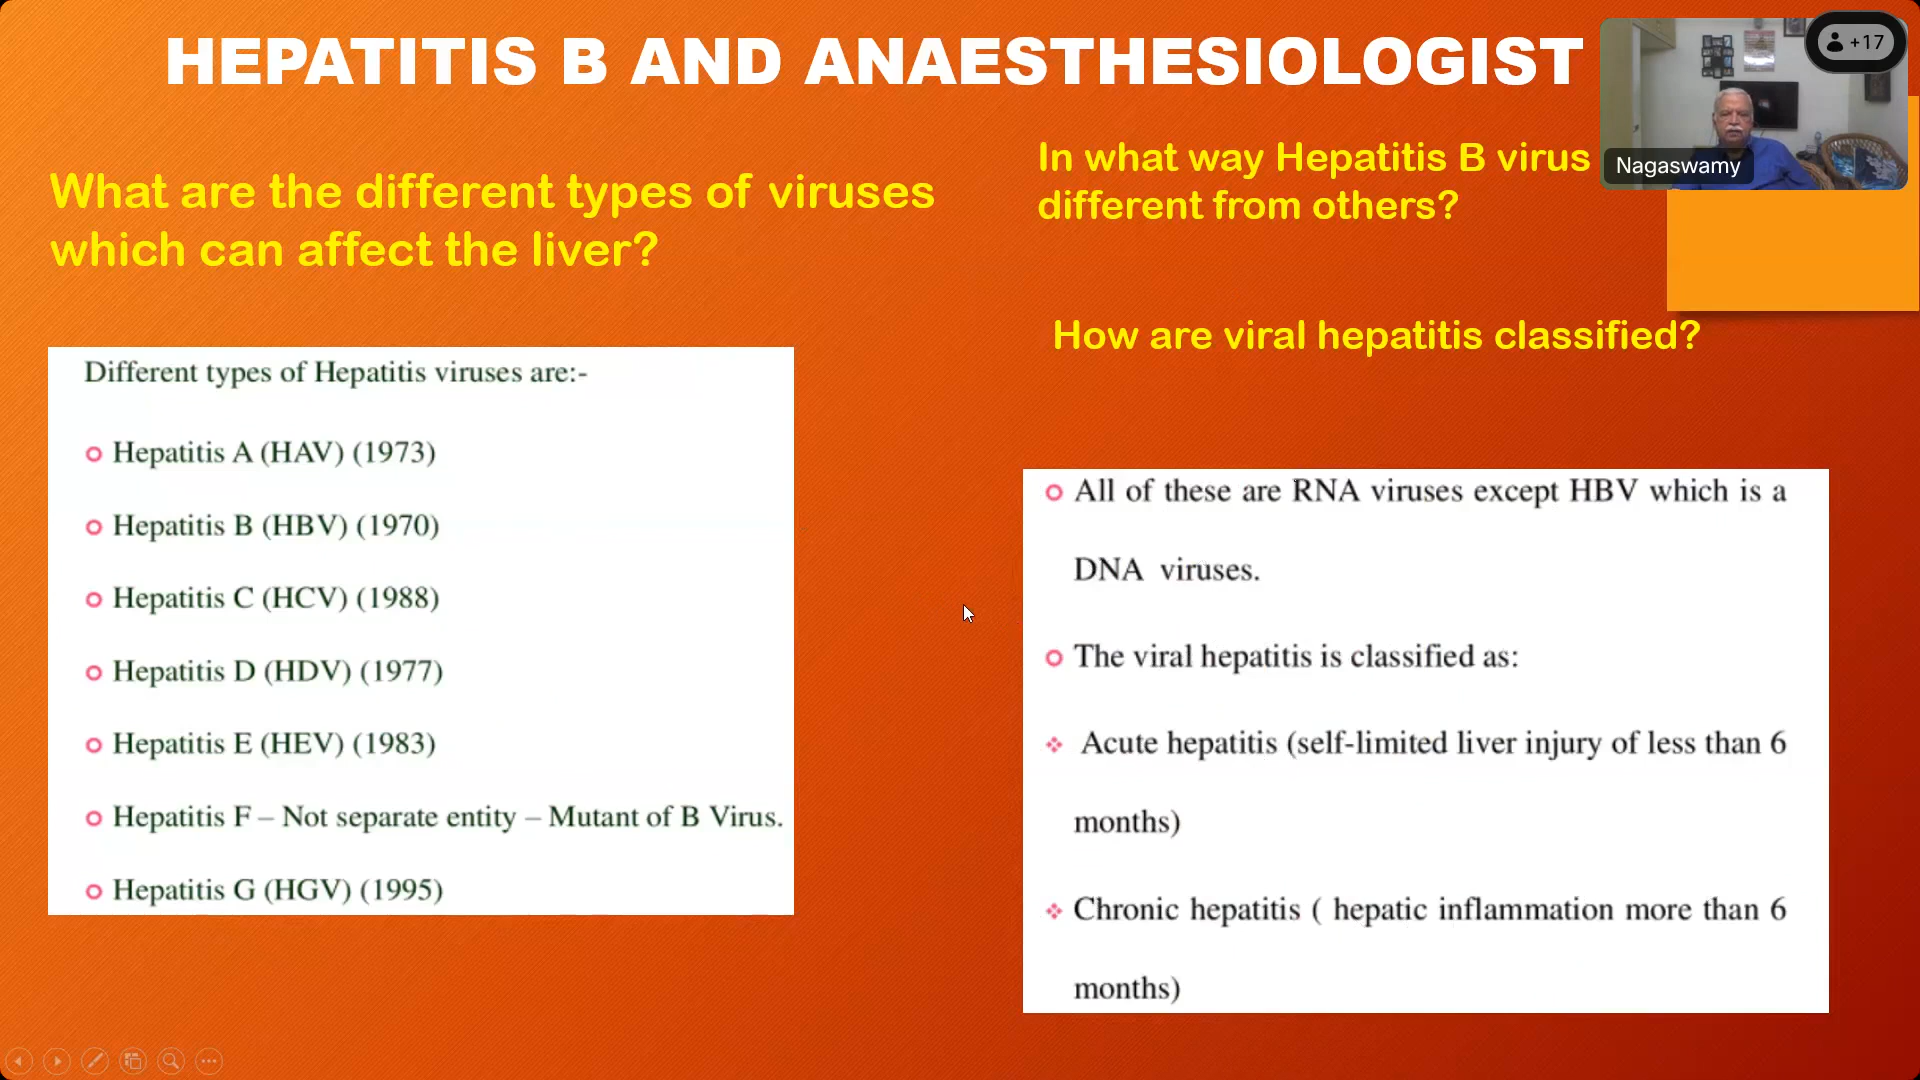 HEPATITIS B AND ANAESTHESIOLOGIST
+17
Nagaswamy
What are the different types of viruses
which can affect the liver?
In what way Hepatitis B virus
different from others?
How are viral hepatitis classified?
Different types of Hepatitis viruses are:-
Hepatitis A (HAV) (1973)
Hepatitis B (HBV) (1970)
Hepatitis C (HCV) (1988)
Hepatitis D (HDV) (1977)
Hepatitis E (HEV) (1983)
Hepatitis F – Not separate entity – Mutant of B Virus.
Hepatitis G (HGV) (1995)
All of these are RNA viruses except HBV which is a
DNA viruses.
The viral hepatitis is classified as:
Acute hepatitis (self-limited liver injury of less than 6
months)
Chronic hepatitis ( hepatic inflammation more than 6
months)